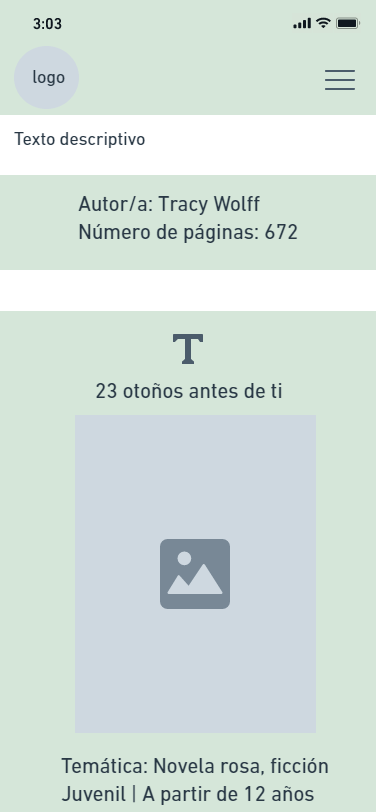 3:03
logo
Texto descriptivo
Autor/a: Tracy Wolff
Número de páginas: 672
T
23 otoños antes de ti
Temática: Novela rosa, ficción
Juvenil | A partir de 12 años